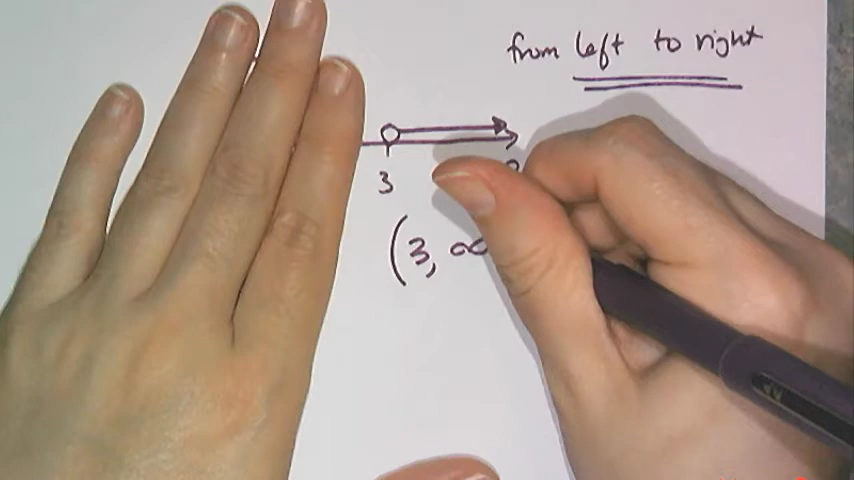 from left to right
3
(3, ∞